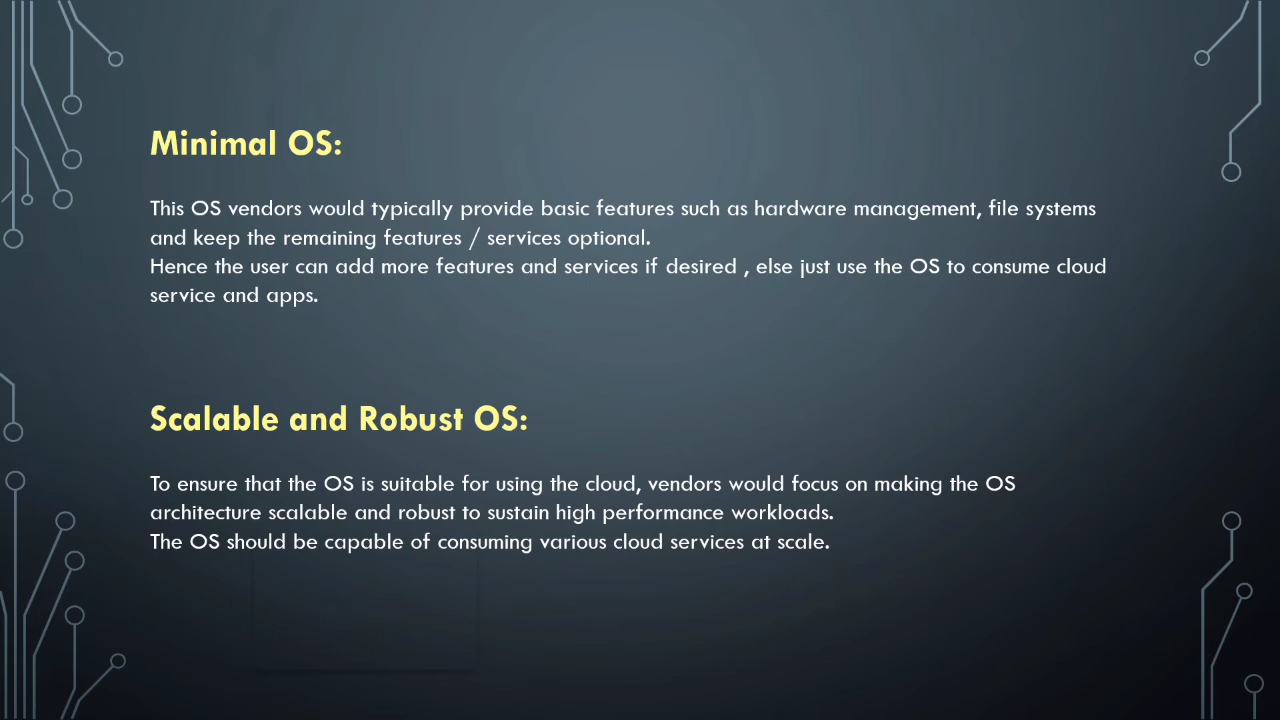 Minimal OS:
This OS vendors would typically provide basic features such as hardware management, file systems
and keep the remaining features / services optional.
Hence the user can add more features and services if desired , else just use the OS to consume cloud
service and apps.
Scalable and Robust OS:
To ensure that the OS is suitable for using the cloud, vendors would focus on making the OS
architecture scalable and robust to sustain high performance workloads.
The OS should be capable of consuming various cloud services at scale.